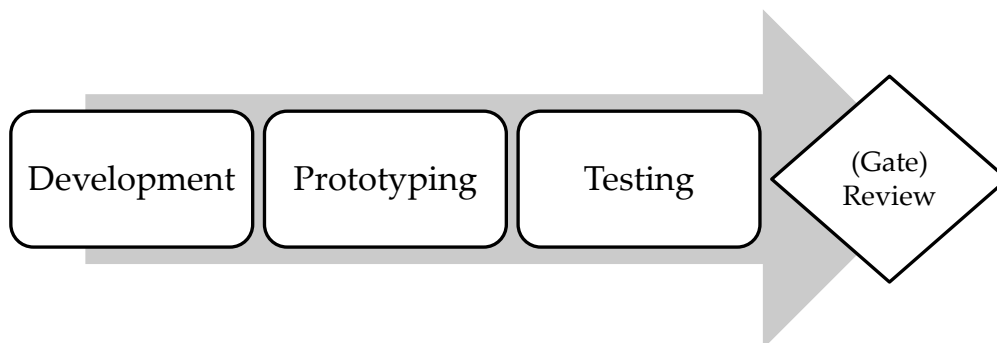 Development
Prototyping
Testing
(Gate)
Review